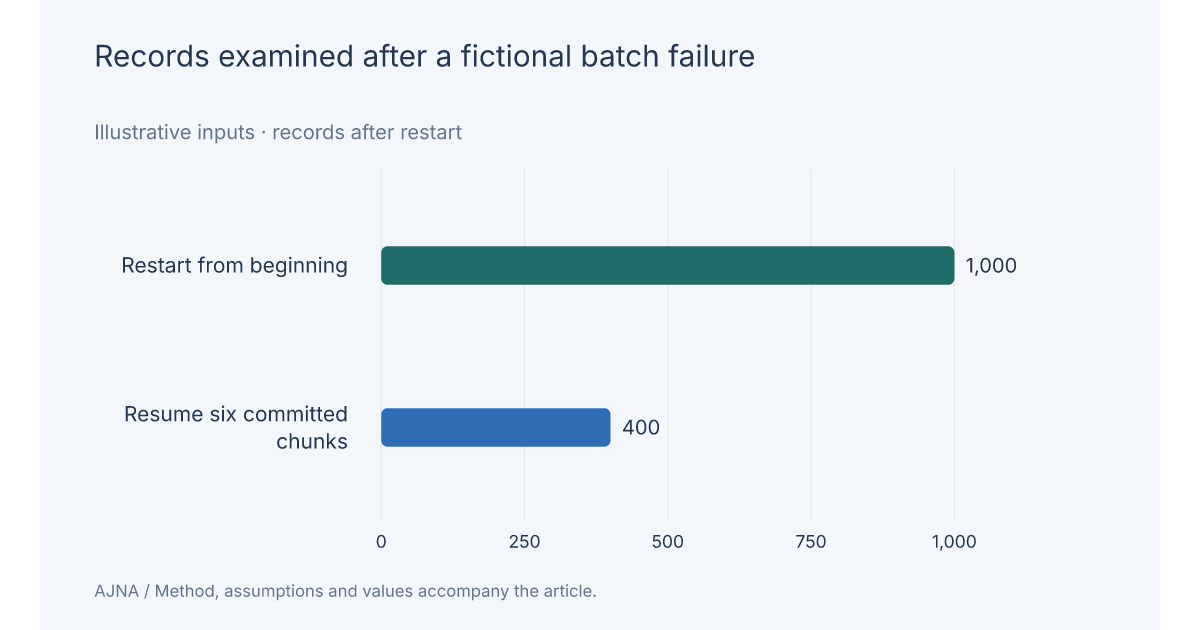 Records examined after a fictional batch failure
Illustrative inputs · records after restart
Restart from beginning
1,000
Resume six committed
chunks
400
0
250
500
750
1,000
AJNA / Method, assumptions and values accompany the article.